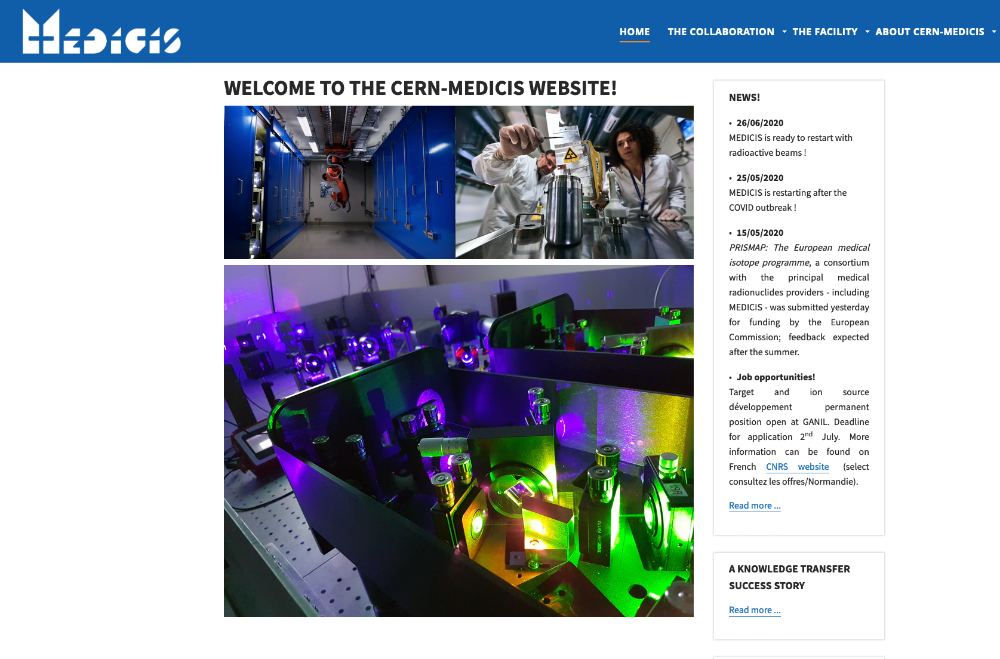 MEDICIS
HOME THE COLLABORATION THE FACILITY ABOUT CERN-MEDICIS
WELCOME TO THE CERN-MEDICIS WEBSITE!
NEWS!
• 26/06/2020
MEDICIS is ready to restart with
radioactive beams !
• 25/05/2020
MEDICIS is restarting after the
COVID outbreak !
• 15/05/2020
PRISMAP: The European medical
isotope programme, a consortium
with the principal medical
radionuclides providers - including
MEDICIS - was submitted yesterday
for funding by the European
Commission; feedback expected
after the summer.
• Job opportunities!
Target and ion source
développement permanent
position open at GANIL. Deadline
for application 2nd July. More
information can be found on
French CNRS website (select
consultez les offres/Normandie).
Read more ...
A KNOWLEDGE TRANSFER
SUCCESS STORY
Read more ...